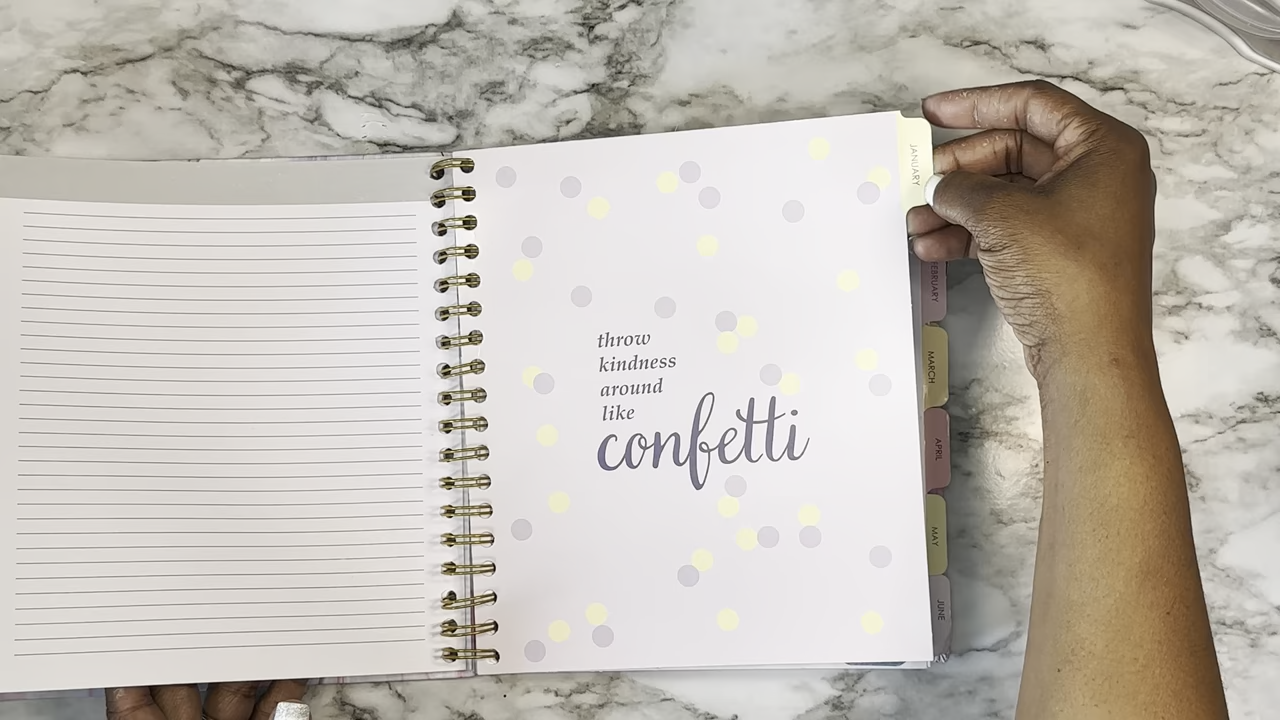 throw
kindness
around
like
confetti
JANUARY
FEBRUARY
MARCH
APRIL
MAY
JUNE